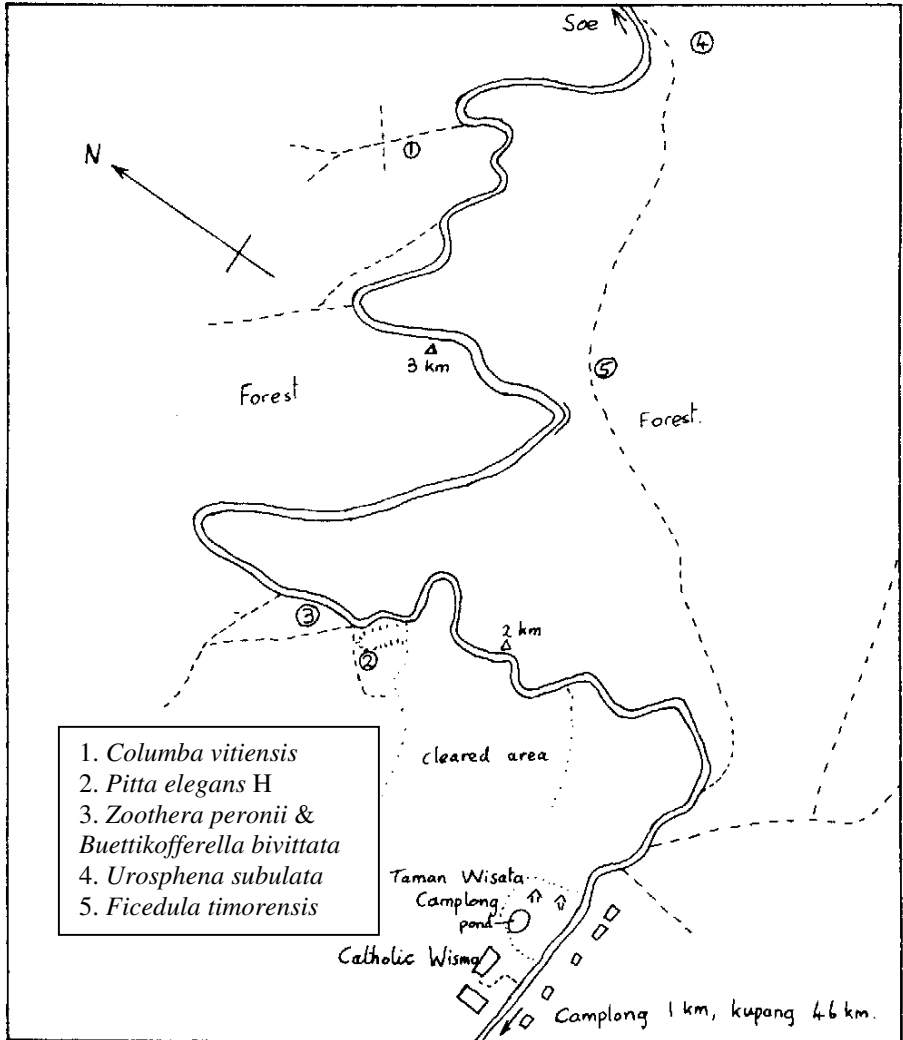 Soe
4
1
N
3 km
5
Forest
Forest.
3
2 km
2
1. Columba vitiensis
2. Pitta elegans H
3. Zoothera peronii &
Buettikofferella bivittata
4. Urosphena subulata
5. Ficedula timorensis
cleared area
Taman Wisata
Camplong
pond
Catholic Wisma
Camplong 1 km, kupang 46 km.